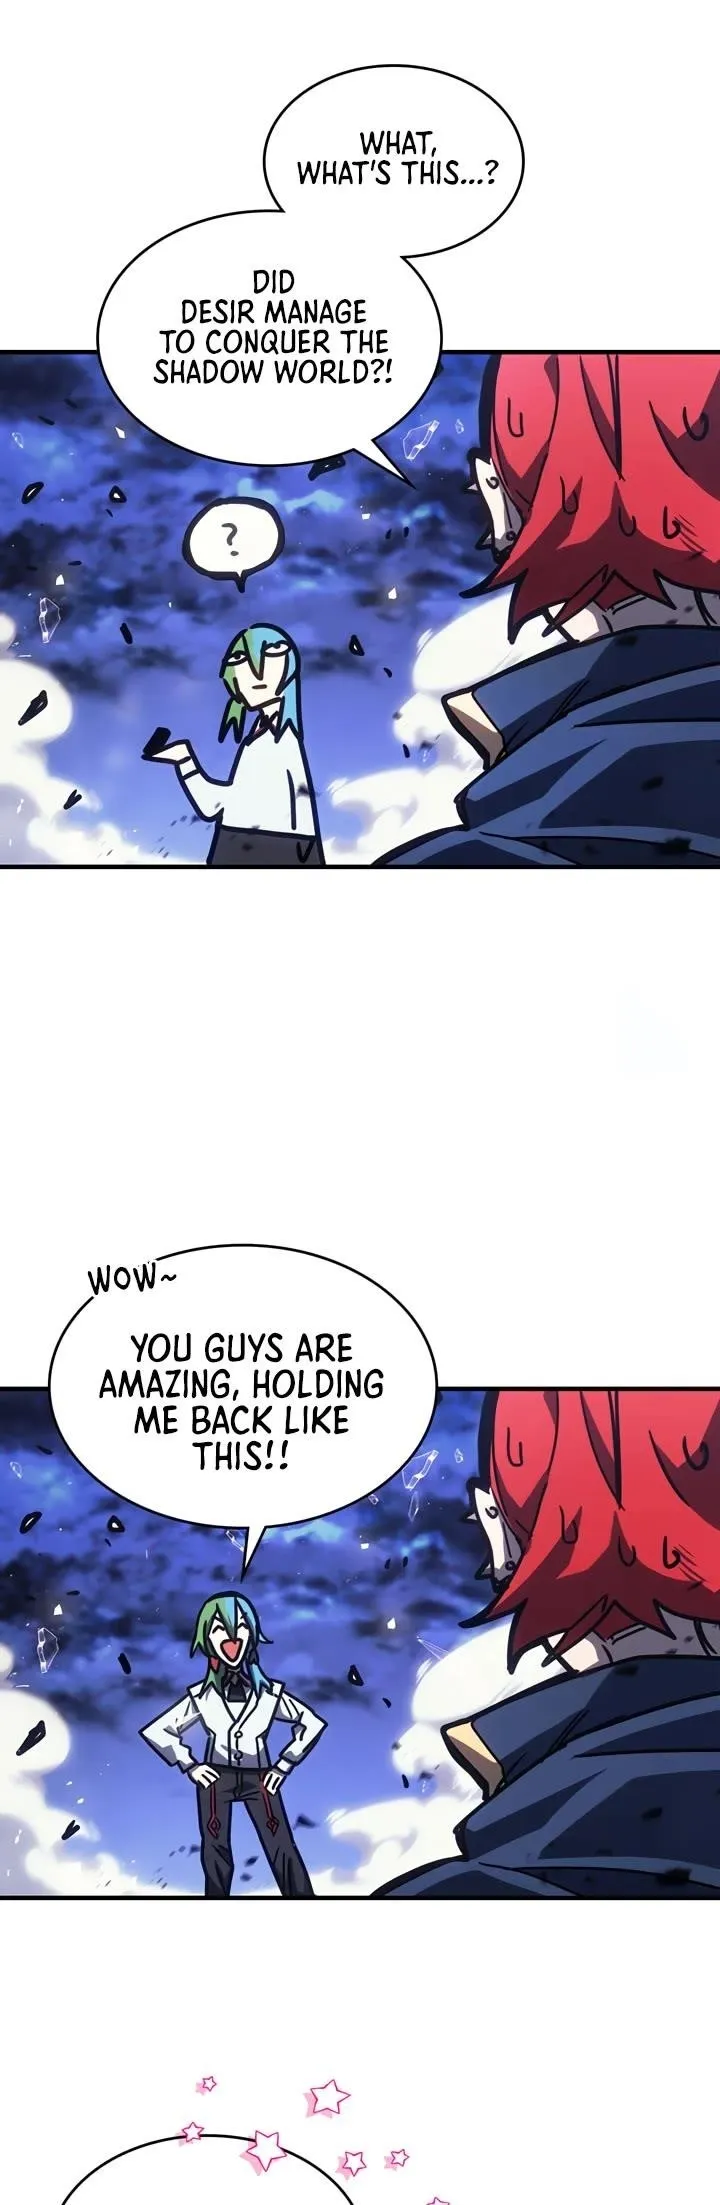 WHAT,
WHAT'S THIS...?
DID
DESIR MANAGE
TO CONQUER THE
SHADOW WORLD?!
?
WOW~
YOU GUYS ARE
AMAZING, HOLDING
ME BACK LIKE
THIS!!